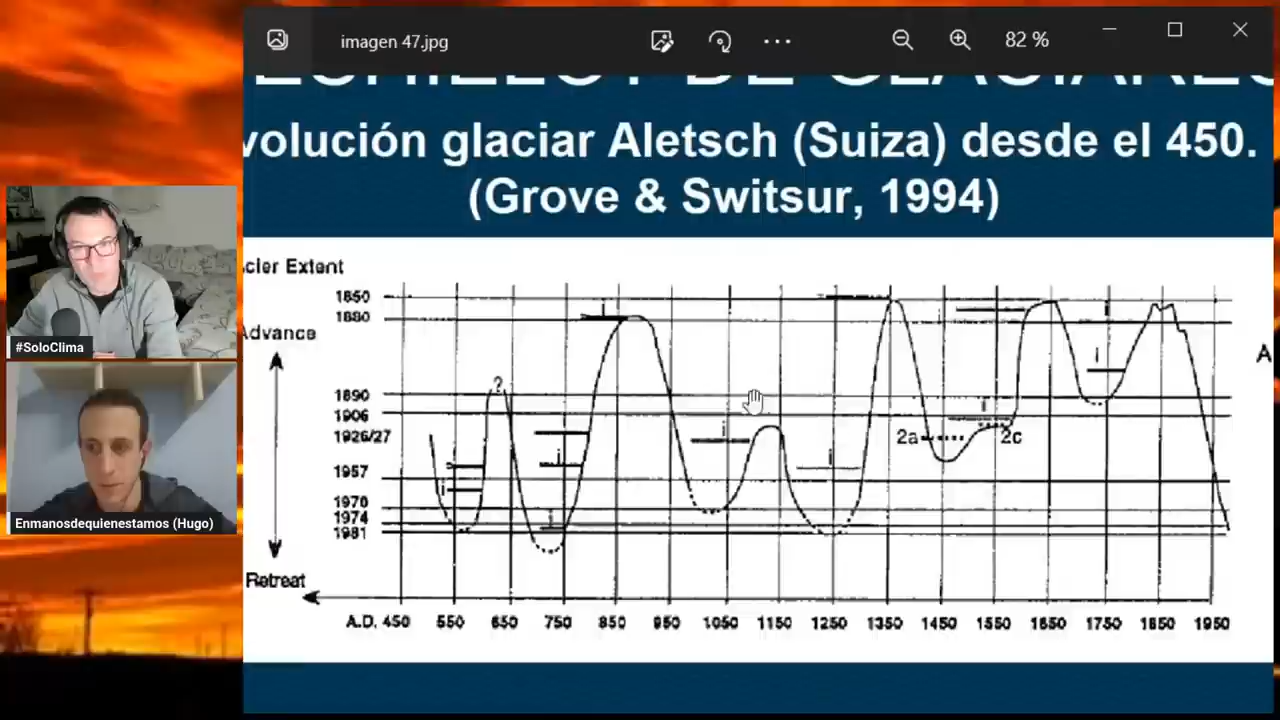 imagen 47.jpg
82 %
volución glaciar Aletsch (Suiza) desde el 450.
(Grove & Switsur, 1994)
cier Extent
1850
1880
Advance
A
?
1890
1906
1926/27
2a
2c
1957
1970
1974
1981
Retreat
A.D. 450 550 650 750 850 950 1050 1150 1250 1350 1450 1550 1650 1750 1850 1950
#SoloClima
Enmanosdequienestamos (Hugo)